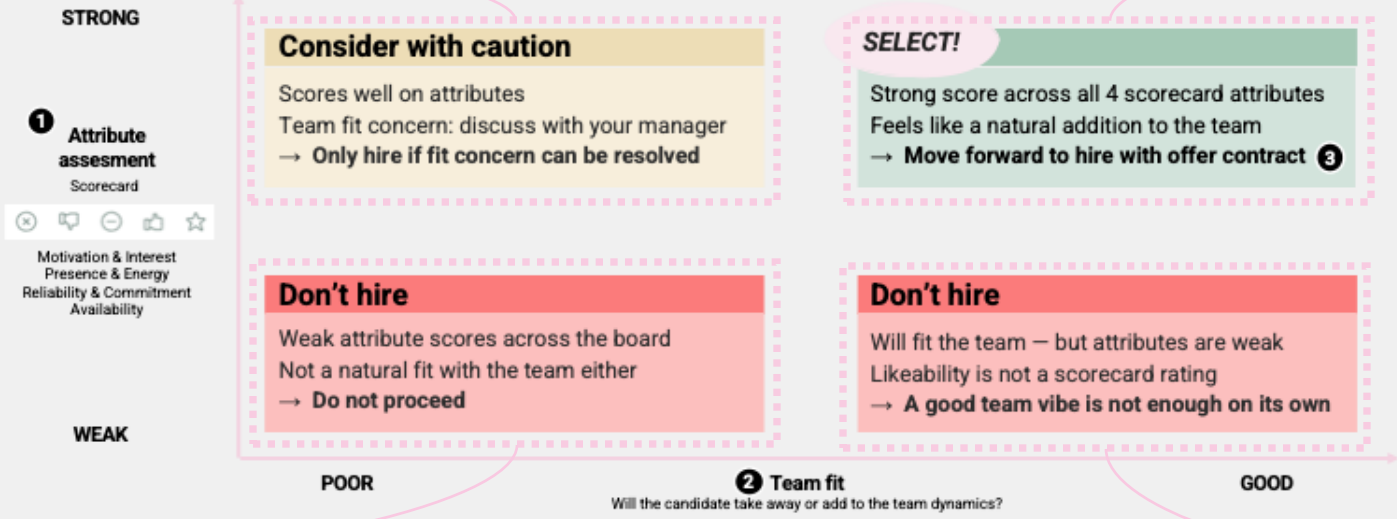 STRONG
1
Attribute
assesment
Scorecard
Motivation & Interest
Presence & Energy
Reliability & Commitment
Availability
WEAK
Consider with caution
Scores well on attributes
Team fit concern: discuss with your manager
→ Only hire if fit concern can be resolved
SELECT!
Strong score across all 4 scorecard attributes
Feels like a natural addition to the team
→ Move forward to hire with offer contract 3
Don't hire
Weak attribute scores across the board
Not a natural fit with the team either
→ Do not proceed
Don't hire
Will fit the team — but attributes are weak
Likeability is not a scorecard rating
→ A good team vibe is not enough on its own
POOR
2 Team fit
Will the candidate take away or add to the team dynamics?
GOOD